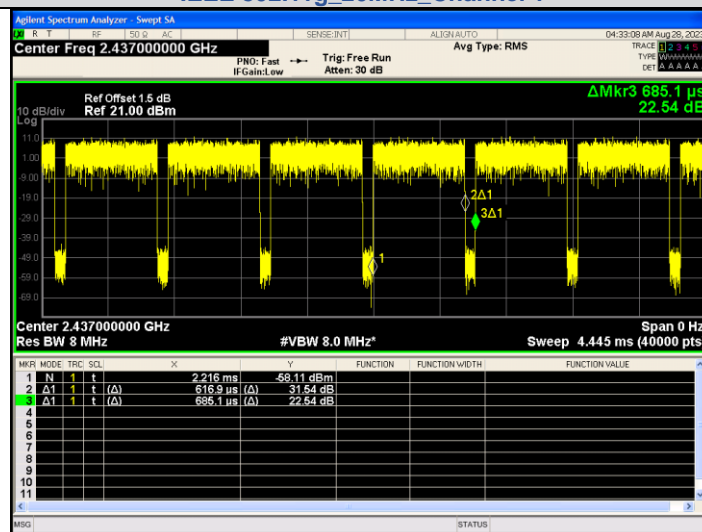 Agilent Spectrum Analyzer - Swept SA
R T RF 50 Ω AC SENSE:INT ALIGNAUTO 04:33:08 AM Aug 28, 2023
Center Freq 2.437000000 GHz Avg Type: RMS TRACE 1 2 3 4 5
PNO: Fast Trig: Free Run TYPE
IFGain:Low Atten: 30 dB DET A A A A A
ΔMkr3 685.1 µs
22.54 dB
Ref Offset 1.5 dB
10 dB/div Ref 21.00 dBm
Log
11.0
1.00
-9.00
-19.0
-29.0
-39.0
-49.0
-59.0
-69.0
2Δ1
3Δ1
1
Center 2.437000000 GHz Span 0 Hz
Res BW 8 MHz #VBW 8.0 MHz* Sweep 4.445 ms (40000 pts
MKR MODE TRC SCL X Y FUNCTION FUNCTION WIDTH FUNCTION VALUE
1 N 1 t 2.216 ms -58.11 dBm
2 Δ1 1 t (Δ) 616.9 µs (Δ) -31.54 dB
3 Δ1 1 t (Δ) 685.1 µs (Δ) 22.54 dB
4
5
6
7
8
9
10
11
MSG STATUS